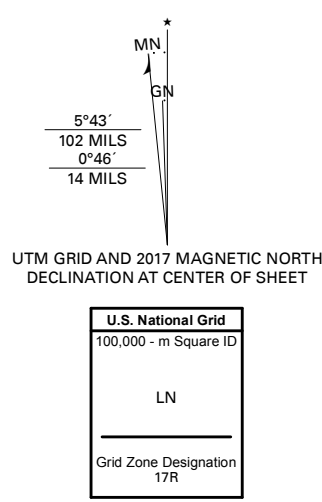 ★
MN
GN
5°43´
102 MILS
0°46´
14 MILS
UTM GRID AND 2017 MAGNETIC NORTH
DECLINATION AT CENTER OF SHEET
U.S. National Grid
100,000 - m Square ID
LN
Grid Zone Designation
17R